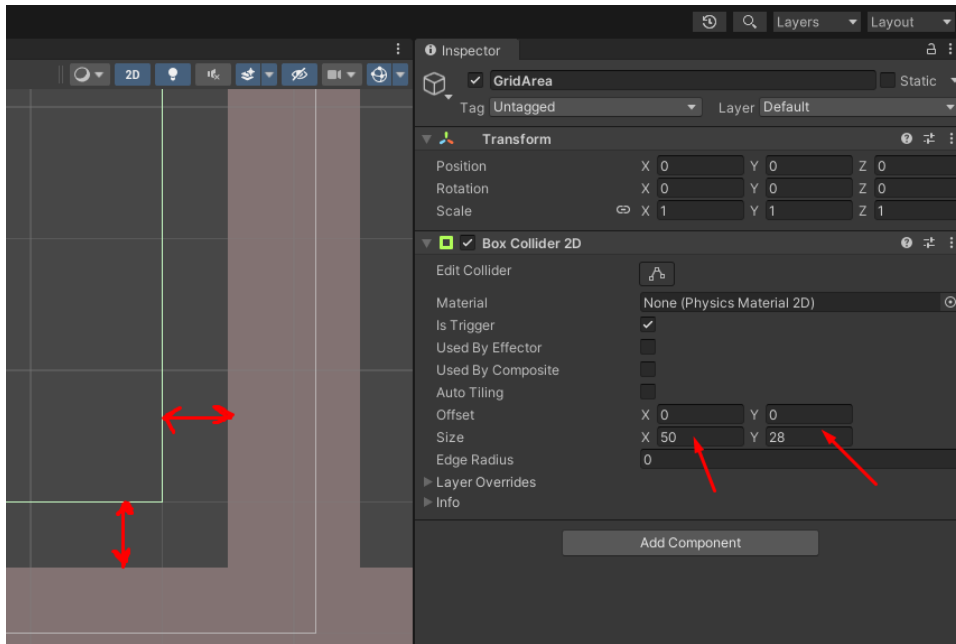 Layers Layout
Inspector
2D
GridArea Static
Tag Untagged Layer Default
Transform
Position X 0 Y 0 Z 0
Rotation X 0 Y 0 Z 0
Scale X 1 Y 1 Z 1
Box Collider 2D
Edit Collider
Material None (Physics Material 2D)
Is Trigger
Used By Effector
Used By Composite
Auto Tiling
Offset X 0 Y 0
Size X 50 Y 28
Edge Radius 0
Layer Overrides
Info
Add Component